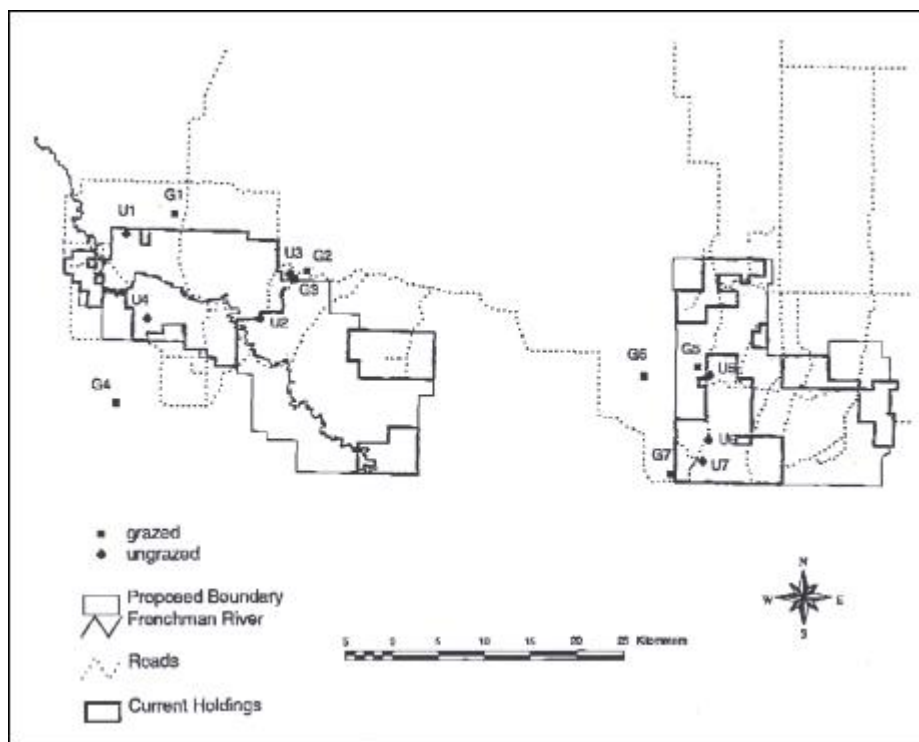 G1
U1
U3
G2
G3
U4
U2
G6
G5
U5
G4
U6
G7
U7
grazed
ungrazed
Proposed Boundary
Frenchman River
Roads
Current Holdings
N
W E
S
5 0 5 10 15 20 25 Kilometers